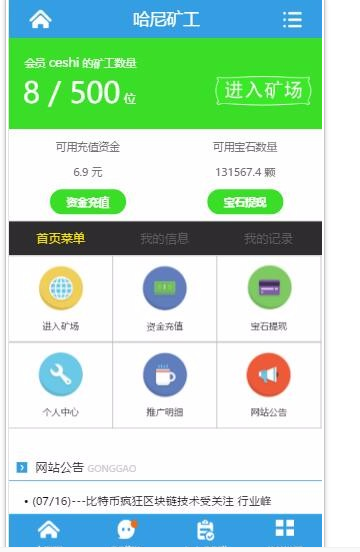 哈尼矿工
会员 ceshi 的矿工数量
8 / 500 位
进入矿场
可用充值资金 可用宝石数量
6.9 元 131567.4 颗
资金充值 宝石提现
首页菜单 我的信息 我的记录
进入矿场 资金充值 宝石提现
个人中心 推广明细 网站公告
网站公告 GONGGAO
• (07/16)---比特币疯狂区块链技术受关注 行业峰